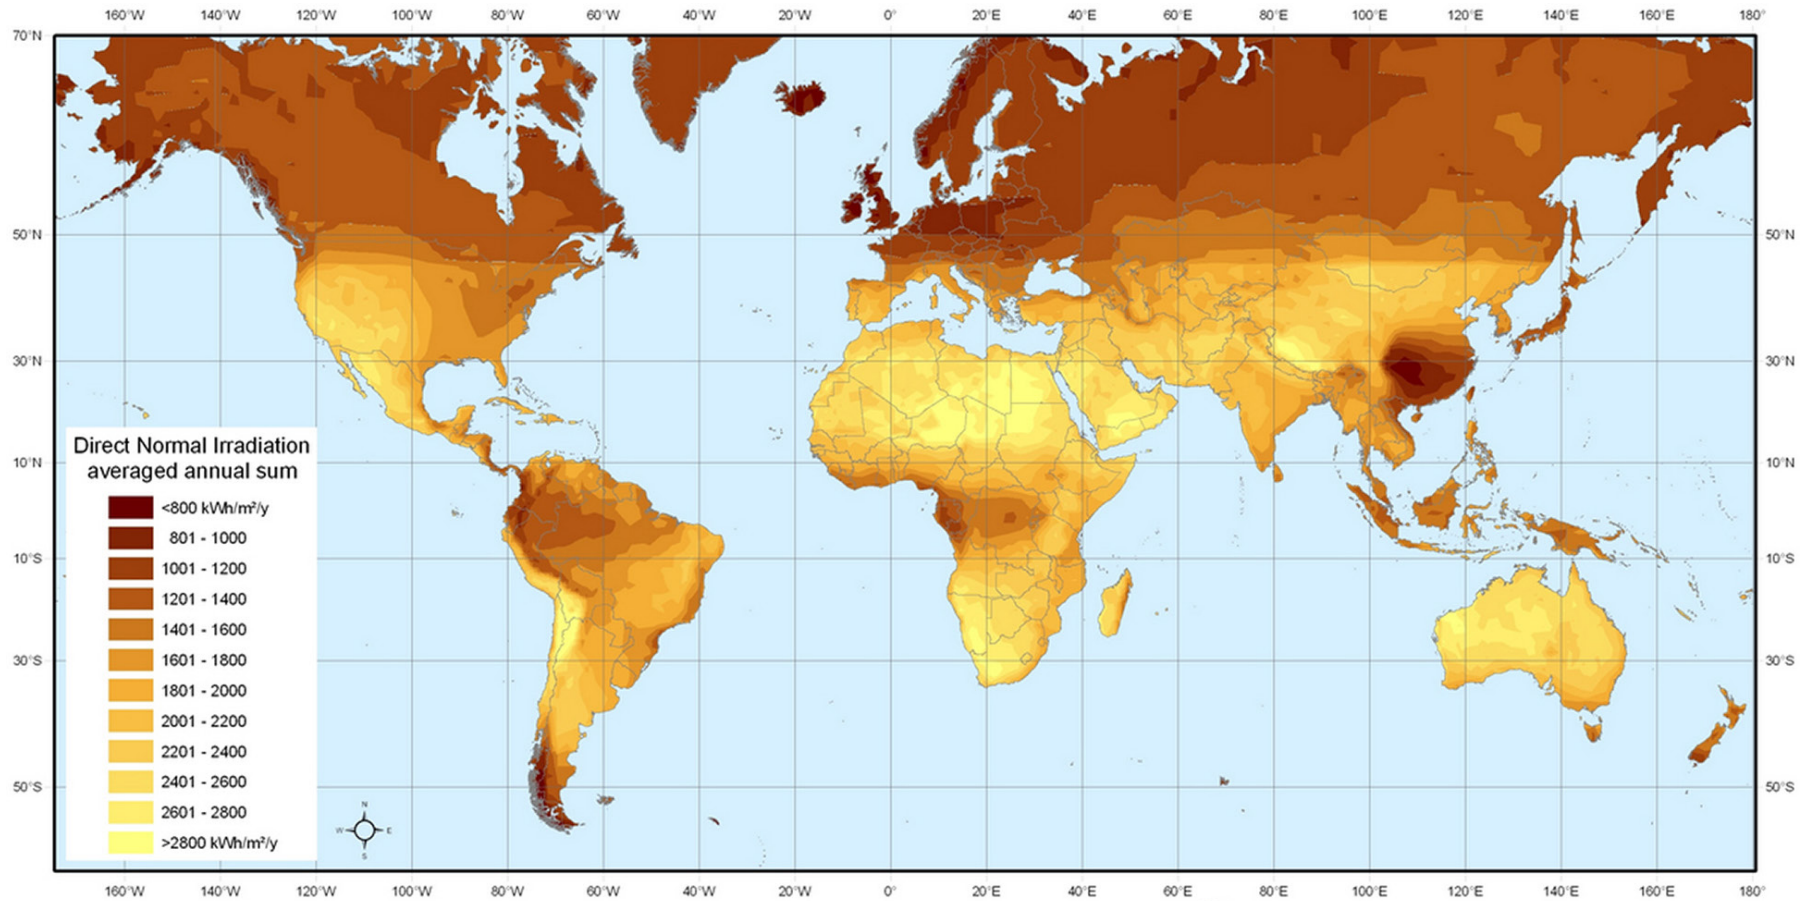 160°W 140°W 120°W 100°W 80°W 60°W 40°W 20°W 0° 20°E 40°E 60°E 80°E 100°E 120°E 140°E 160°E 180°
70°N
50°N 50°N
30°N 30°N
10°N 10°N
10°S 10°S
30°S 30°S
50°S 50°S
Direct Normal Irradiation
averaged annual sum
<800 kWh/m²/y
801 - 1000
1001 - 1200
1201 - 1400
1401 - 1600
1601 - 1800
1801 - 2000
2001 - 2200
2201 - 2400
2401 - 2600
2601 - 2800
>2800 kWh/m²/y
N
W E
S
160°W 140°W 120°W 100°W 80°W 60°W 40°W 20°W 0° 20°E 40°E 60°E 80°E 100°E 120°E 140°E 160°E 180°